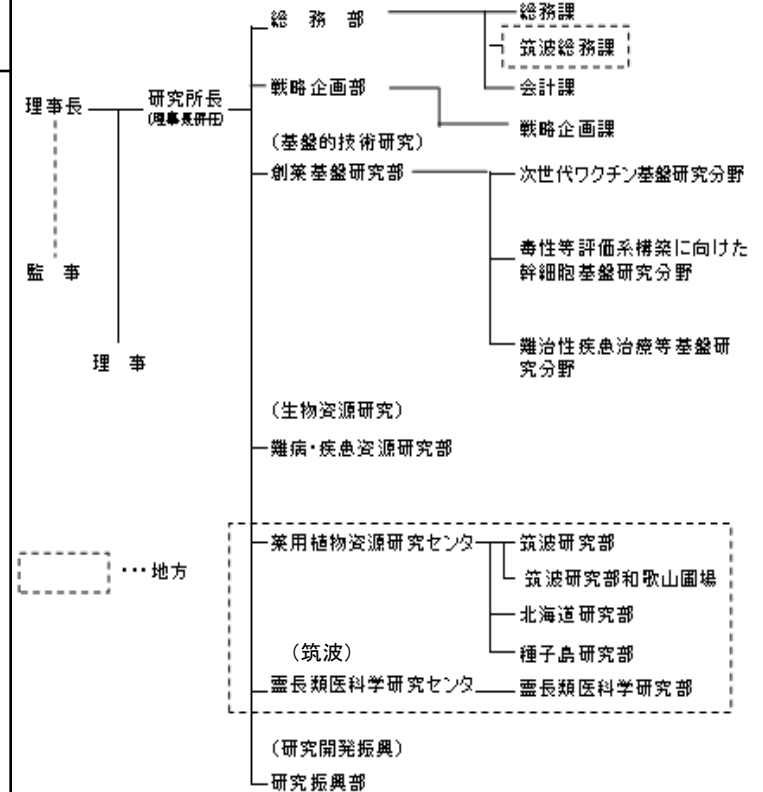 総 務 部
総務課
筑波総務課
会計課
戦略企画部
戦略企画課
理事長
研究所長
(理事長併任)
監 事
理 事
(基盤的技術研究)
創薬基盤研究部
次世代ワクチン基盤研究分野
毒性等評価系構築に向けた
幹細胞基盤研究分野
難治性疾患治療等基盤研
究分野
(生物資源研究)
難病・疾患資源研究部
薬用植物資源研究センタ
筑波研究部
筑波研究部和歌山圃場
北海道研究部
種子島研究部
(筑波)
霊長類医科学研究センタ
霊長類医科学研究部
(研究開発振興)
研究振興部
・・・地方